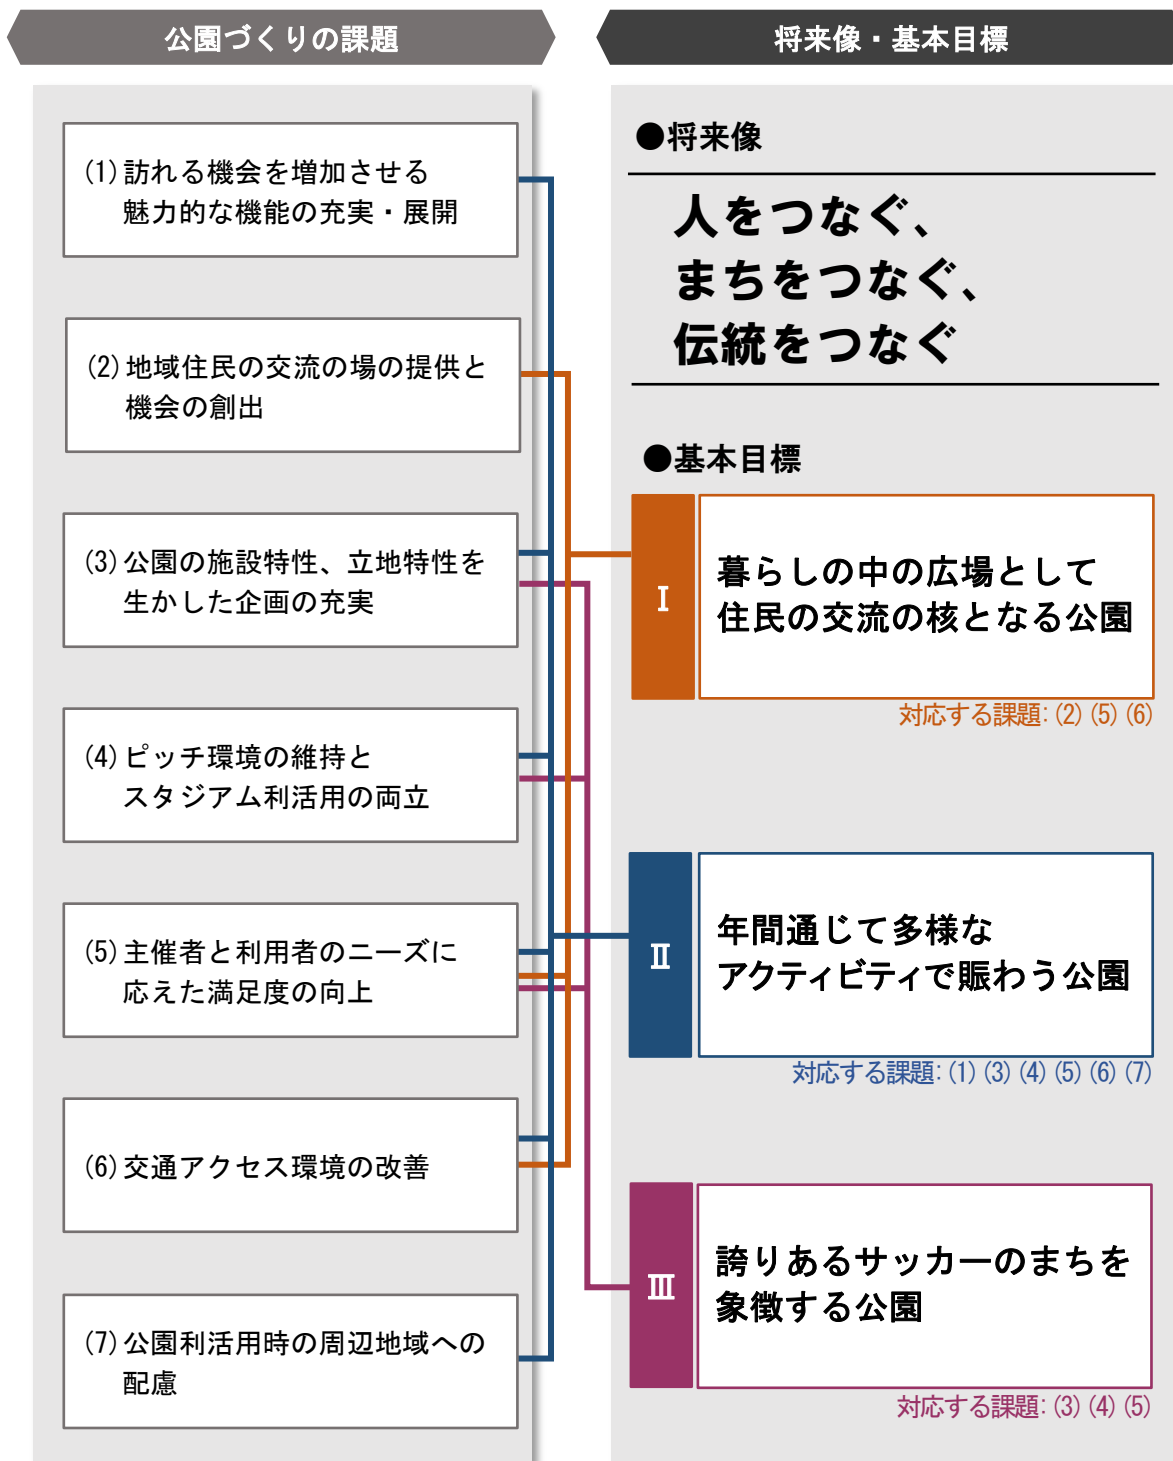 公園づくりの課題
(1)訪れる機会を増加させる
魅力的な機能の充実・展開
(2)地域住民の交流の場の提供と
機会の創出
(3)公園の施設特性、立地特性を
生かした企画の充実
(4)ピッチ環境の維持と
スタジアム利活用の両立
(5)主催者と利用者のニーズに
応えた満足度の向上
(6)交通アクセス環境の改善
(7)公園利活用時の周辺地域への
配慮
将来像・基本目標
●将来像
人をつなぐ、
まちをつなぐ、
伝統をつなぐ
●基本目標
Ⅰ
暮らしの中の広場として
住民の交流の核となる公園
対応する課題:(2)(5)(6)
Ⅱ
年間通じて多様な
アクティビティで賑わう公園
対応する課題:(1)(3)(4)(5)(6)(7)
Ⅲ
誇りあるサッカーのまちを
象徴する公園
対応する課題:(3)(4)(5)